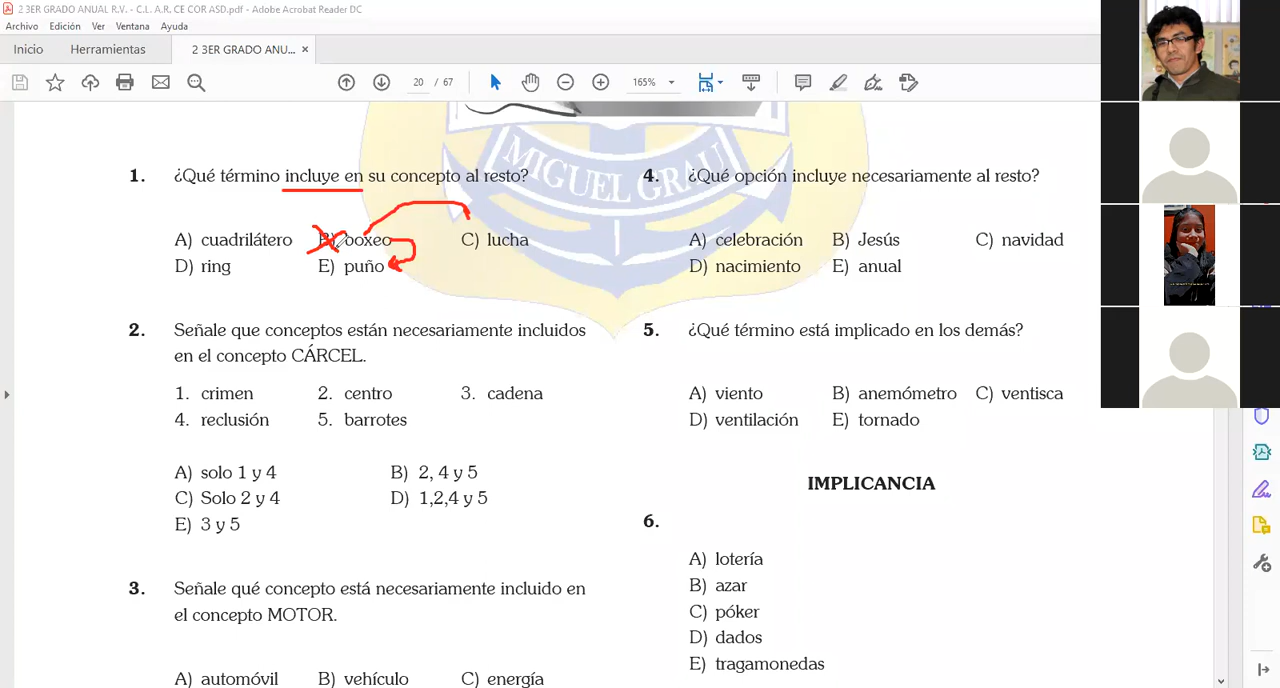 2 3ER GRADO ANUAL R.V. - C.L. A.R. CE COR ASD.pdf - Adobe Acrobat Reader DC
Archivo Edición Ver Ventana Ayuda
Inicio Herramientas 2 3ER GRADO ANU... ×
20 / 67 165%
MIGUEL GRAU
1. ¿Qué término incluye en su concepto al resto?
A) cuadrilátero B) boxeo C) lucha
D) ring E) puño
2. Señale que conceptos están necesariamente incluidos
en el concepto CÁRCEL.
1. crimen 2. centro 3. cadena
4. reclusión 5. barrotes
A) solo 1 y 4 B) 2, 4 y 5
C) Solo 2 y 4 D) 1,2,4 y 5
E) 3 y 5
3. Señale qué concepto está necesariamente incluido en
el concepto MOTOR.
A) automóvil B) vehículo C) energía
4. ¿Qué opción incluye necesariamente al resto?
A) celebración B) Jesús C) navidad
D) nacimiento E) anual
5. ¿Qué término está implicado en los demás?
A) viento B) anemómetro C) ventisca
D) ventilación E) tornado
IMPLICANCIA
6.
A) lotería
B) azar
C) póker
D) dados
E) tragamonedas